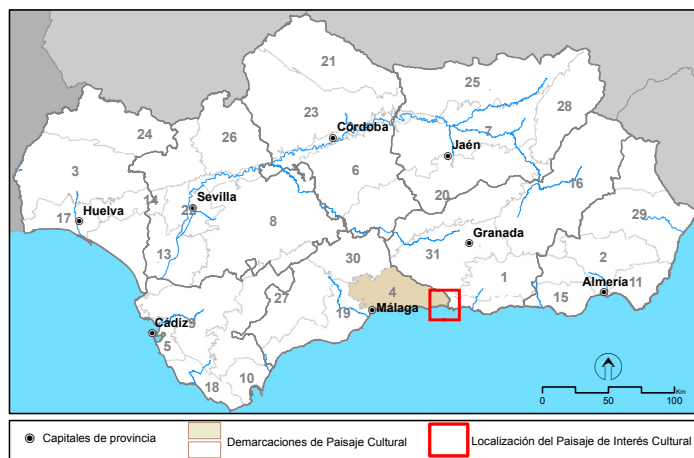 21
25
23
28
Córdoba
24
26
7
Jaén
3
6
16
20
14
Sevilla
29
17
Huelva
22
8
Granada
13
30
31
2
4
1
Almería
27
11
15
19
Málaga
9
Cádiz
5
10
18
0
50
100
Km
Capitales de provincia
Demarcaciones de Paisaje Cultural
Localización del Paisaje de Interés Cultural